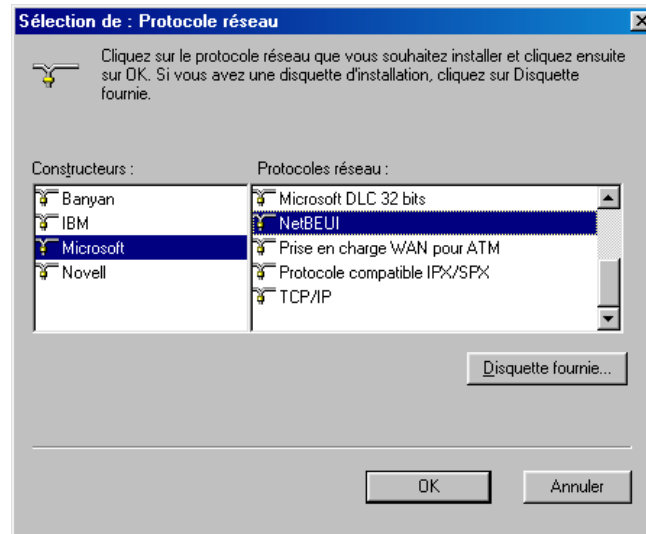 Sélection de : Protocole réseau
Cliquez sur le protocole réseau que vous souhaitez installer et cliquez ensuite
sur OK. Si vous avez une disquette d'installation, cliquez sur Disquette
fournie.
Constructeurs :
Protocoles réseau :
Banyan
IBM
Microsoft
Novell
Microsoft DLC 32 bits
NetBEUI
Prise en charge WAN pour ATM
Protocole compatible IPX/SPX
TCP/IP
Disquette fournie...
OK
Annuler